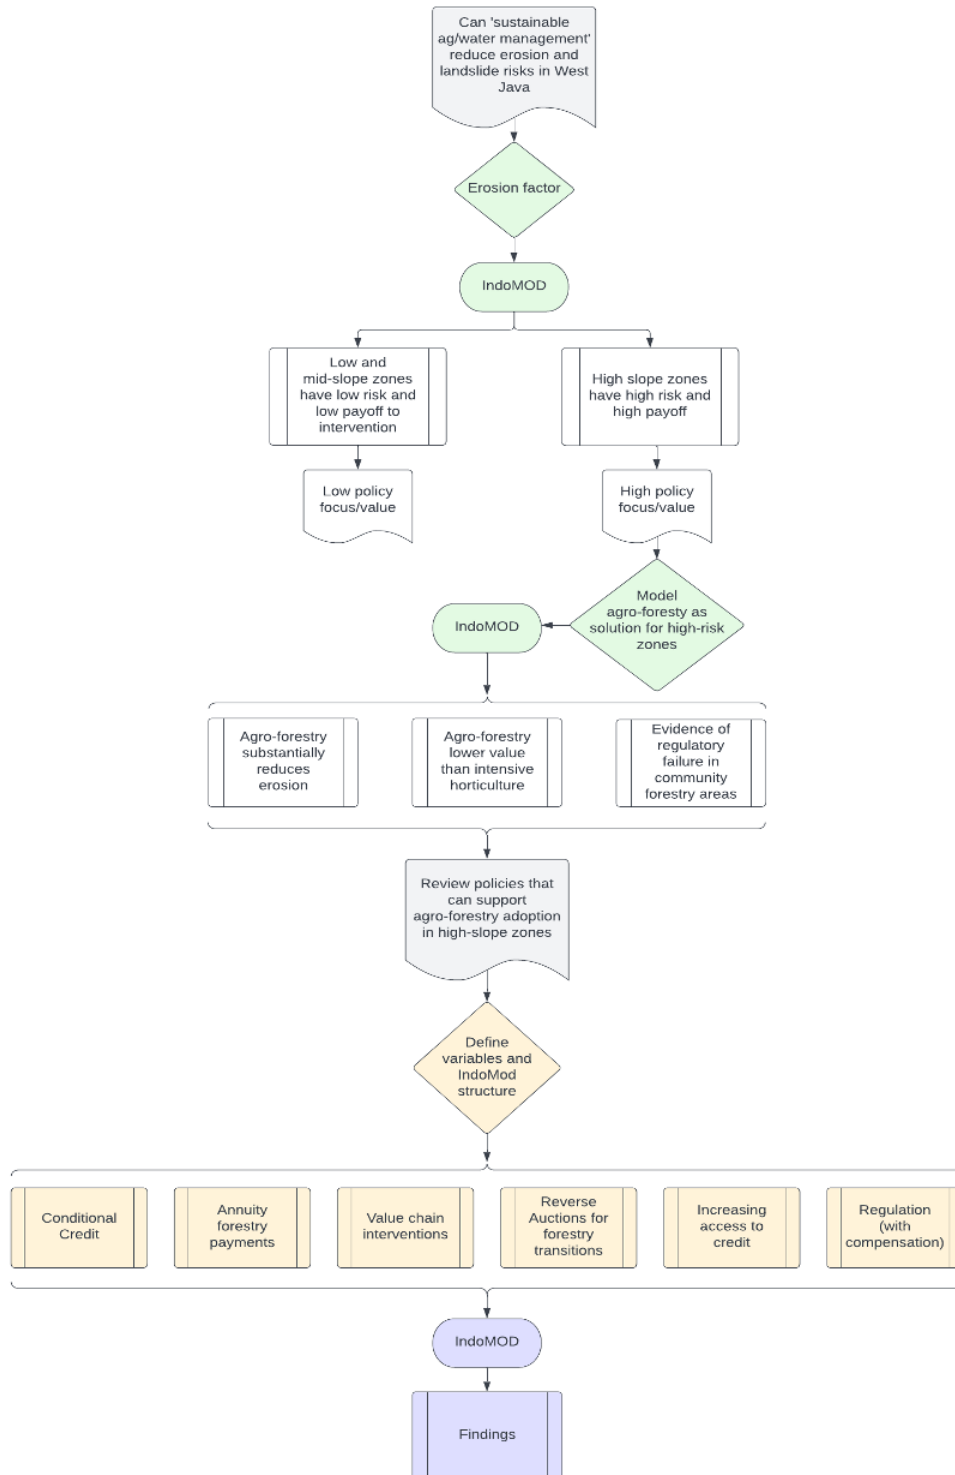 Can 'sustainable
ag/water management'
reduce erosion and
landslide risks in West
Java
Erosion factor
IndoMOD
Low and
mid-slope zones
have low risk and
low payoff to
intervention
High slope zones
have high risk and
high payoff
Low policy
focus/value
High policy
focus/value
Model
agro-foresty as
solution for high-risk
zones
IndoMOD
Agro-forestry
substantially
reduces
erosion
Agro-forestry
lower value
than intensive
horticulture
Evidence of
regulatory
failure in
community
forestry areas
Review policies that
can support
agro-forestry adoption
in high-slope zones
Define
variables and
IndoMod
structure
Conditional
Credit
Annuity
forestry
payments
Value chain
interventions
Reverse
Auctions for
forestry
transitions
Increasing
access to
credit
Regulation
(with
compensation)
IndoMOD
Findings